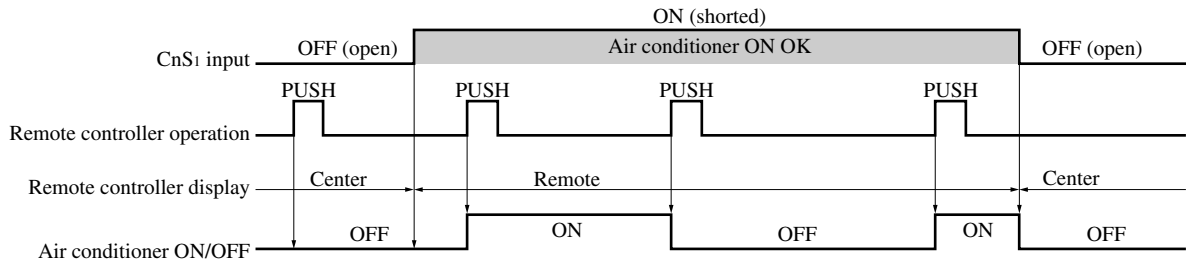 ON (shorted)
CnS1 input OFF (open) Air conditioner ON OK OFF (open)
PUSH PUSH PUSH PUSH
Remote controller operation
Remote controller display Center Remote Center
Air conditioner ON/OFF OFF ON OFF ON OFF